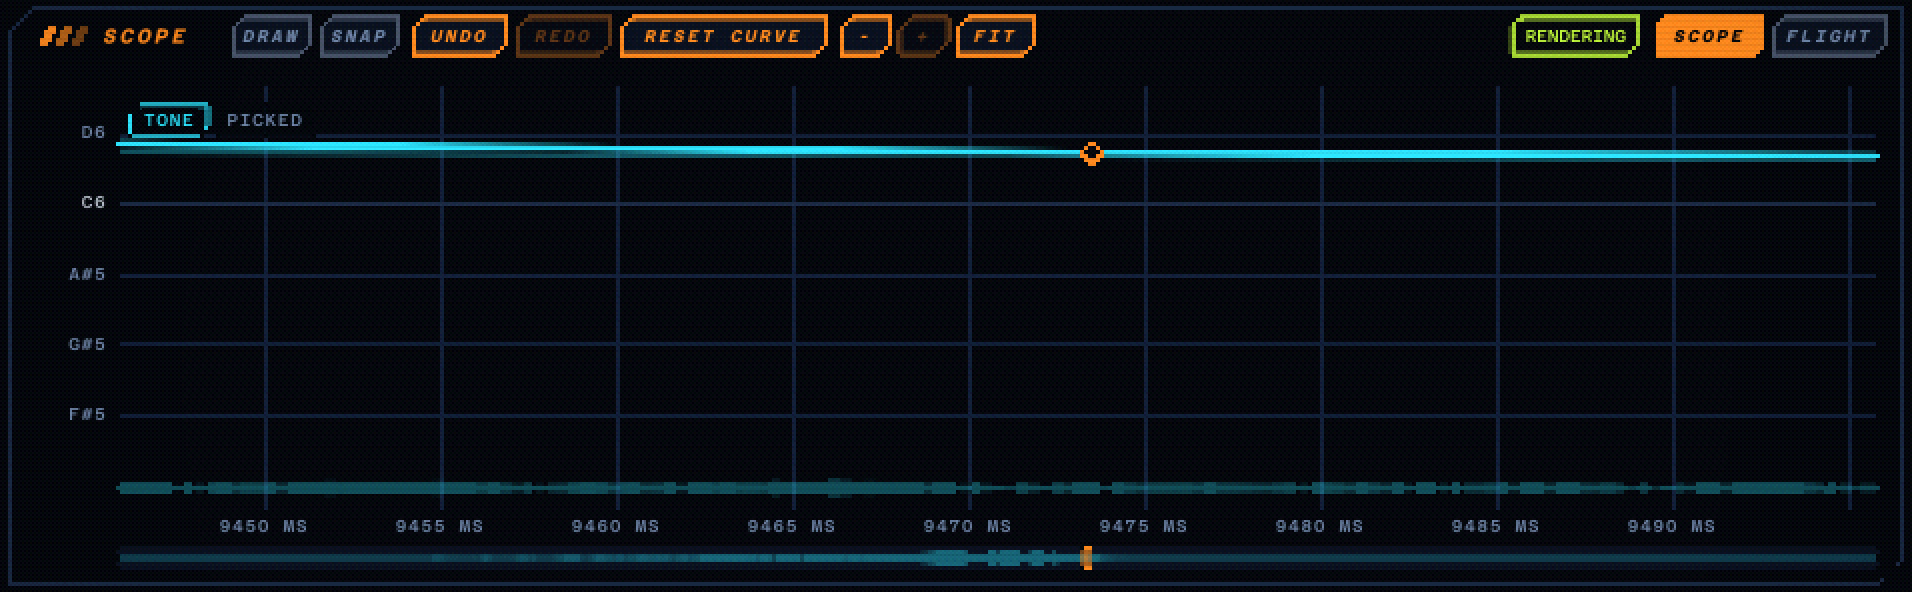 SCOPE DRAW SNAP UNDO REDO RESET CURVE - + FIT RENDERING SCOPE FLIGHT
TONE PICKED
D6
C6
A#5
G#5
F#5
9450 MS 9455 MS 9460 MS 9465 MS 9470 MS 9475 MS 9480 MS 9485 MS 9490 MS